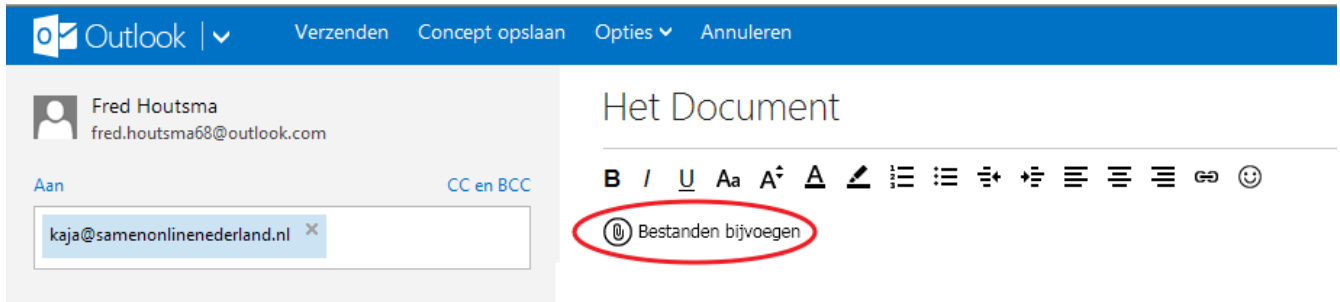 Outlook Verzenden Concept opslaan Opties Annuleren
Fred Houtsma
fred.houtsma68@outlook.com
Aan CC en BCC
kaja@samenonlinenederland.nl
Het Document
B I U Aa A A
Bestanden bijvoegen